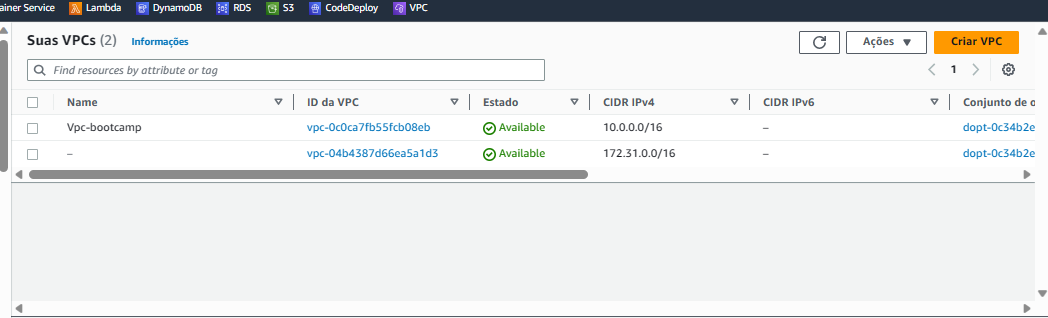 ainer Service Lambda DynamoDB RDS S3 CodeDeploy VPC
Suas VPCs (2) Informações Ações ▼ Criar VPC
Find resources by attribute or tag 1
Name ID da VPC Estado CIDR IPv4 CIDR IPv6 Conjunto de o
Vpc-bootcamp vpc-0c0ca7fb55fcb08eb Available 10.0.0.0/16 – dopt-0c34b2e
– vpc-04b4387d66ea5a1d3 Available 172.31.0.0/16 – dopt-0c34b2e